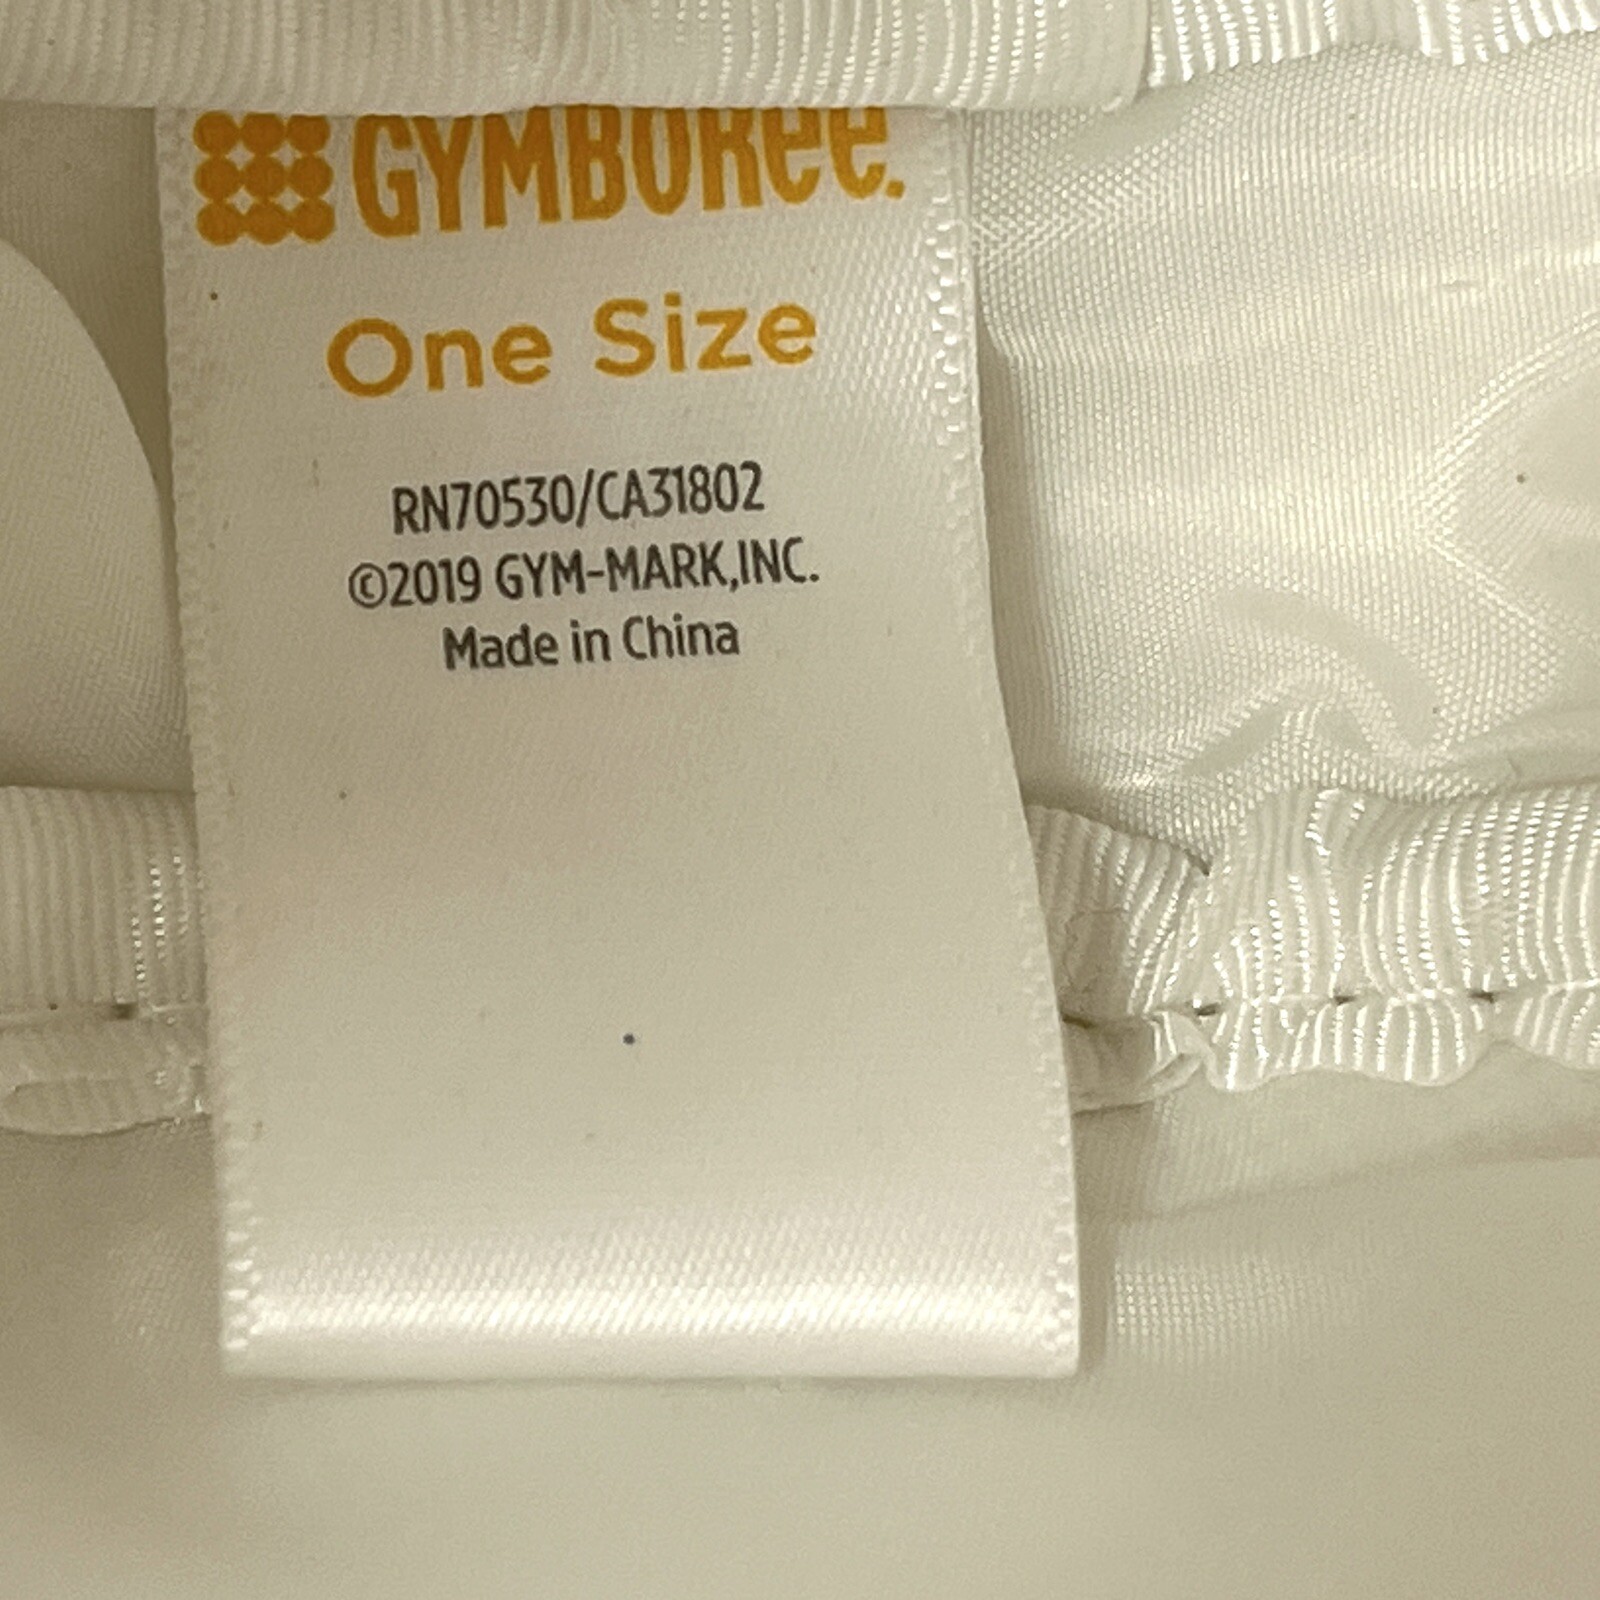 GYMBOREE.
One Size
RN70530/CA31802
©2019 GYM-MARK,INC.
Made in China